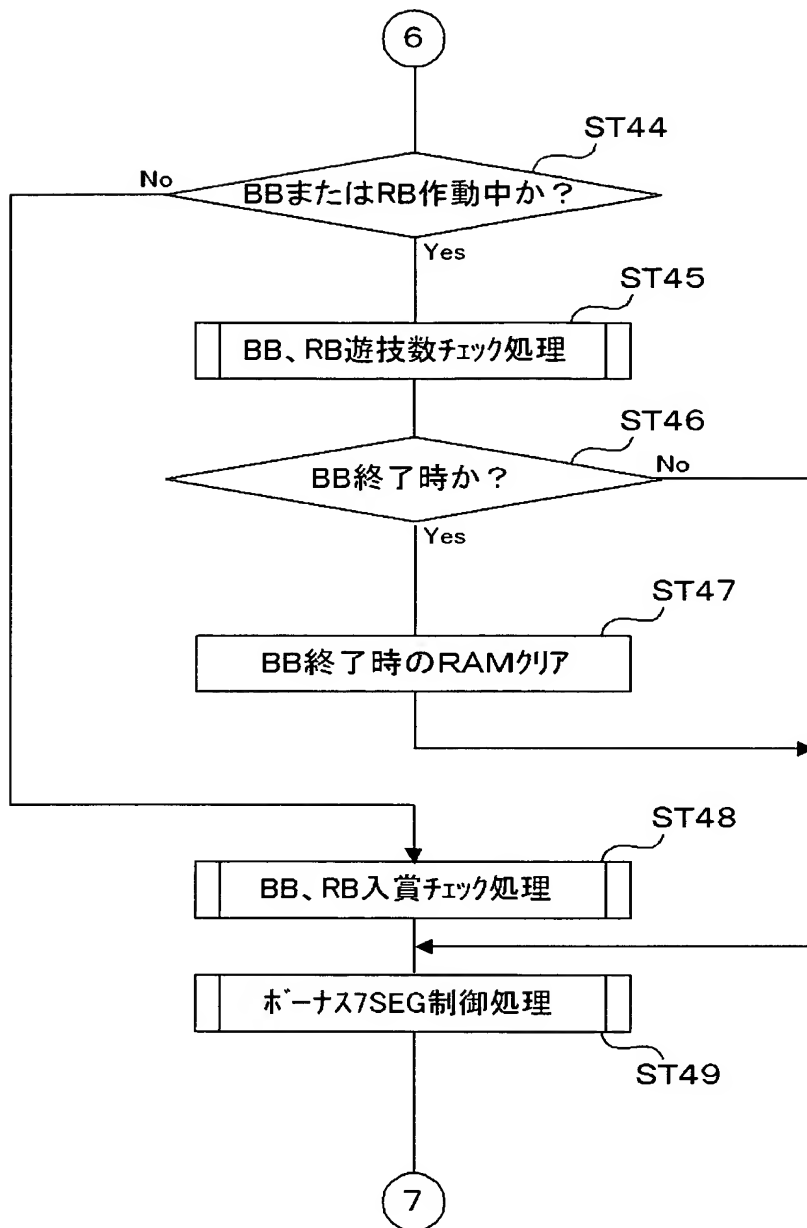 6
ST44
No
BBまたはRB作動中か？
Yes
ST45
BB、RB遊技数チェック処理
ST46
BB終了時か？
No
Yes
ST47
BB終了時のRAMクリア
ST48
BB、RB入賞チェック処理
ボーナス7SEG制御処理
ST49
7